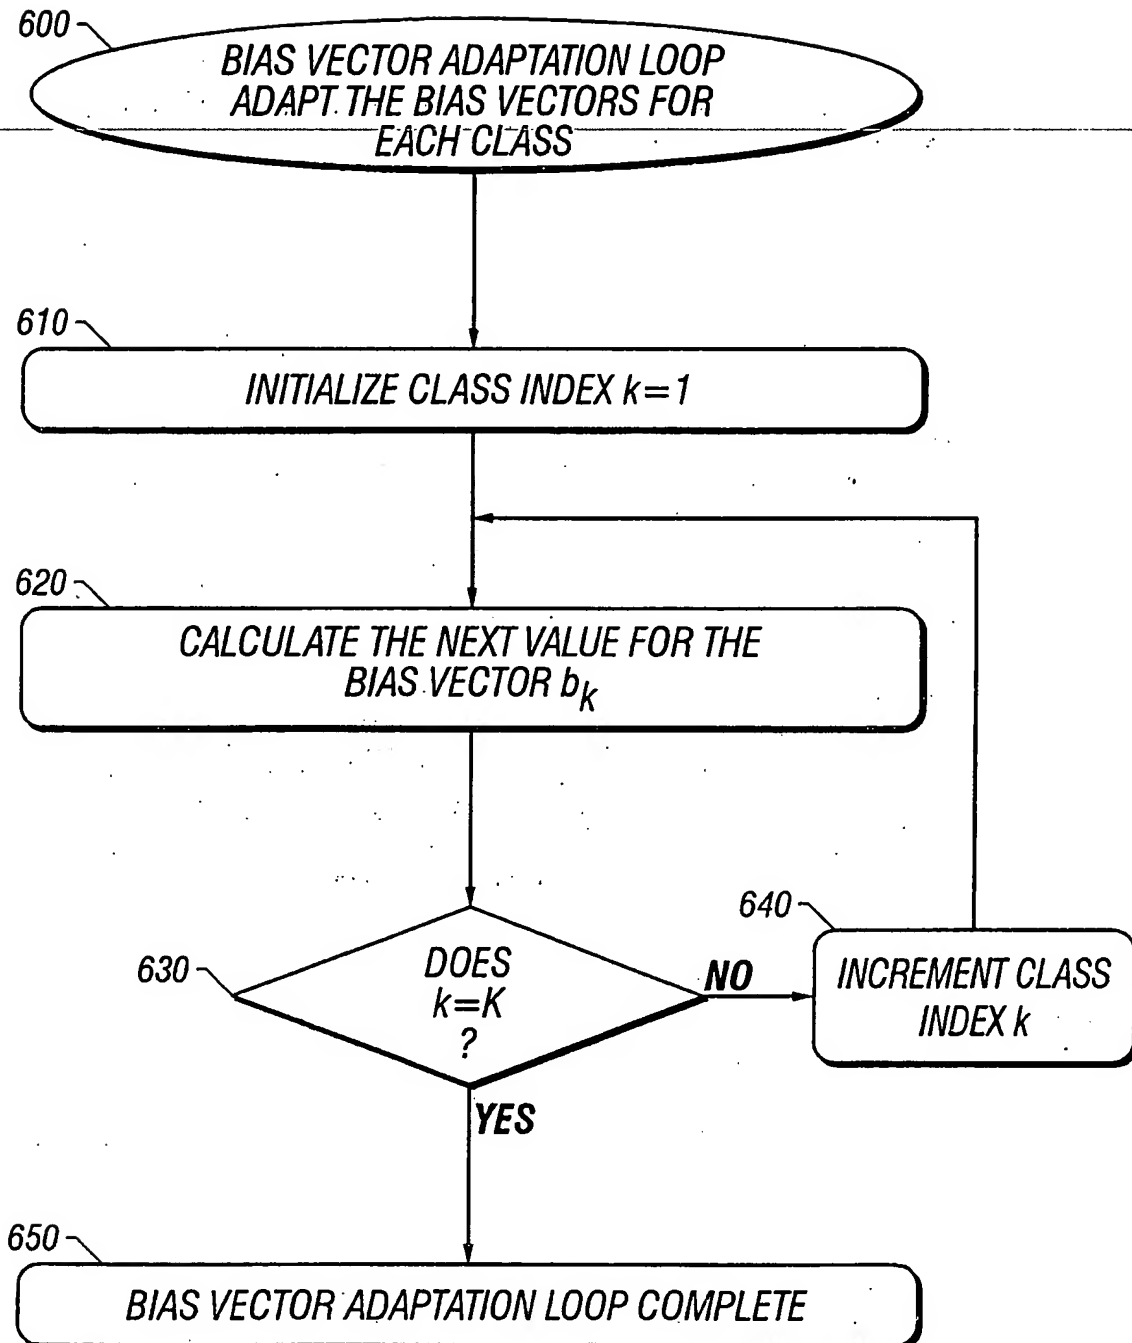 600
BIAS VECTOR ADAPTATION LOOP
ADAPT THE BIAS VECTORS FOR
EACH CLASS
610
INITIALIZE CLASS INDEX k=1
620
CALCULATE THE NEXT VALUE FOR THE
BIAS VECTOR bk
630
DOES
k=K
?
NO
640
INCREMENT CLASS
INDEX k
YES
650
BIAS VECTOR ADAPTATION LOOP COMPLETE